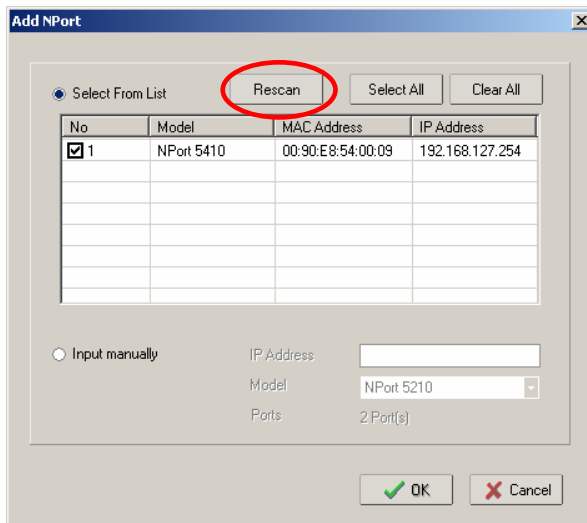 Add NPort
Select From List Rescan Select All Clear All
No Model MAC Address IP Address
1 NPort 5410 00:90:E8:54:00:09 192.168.127.254
Input manually IP Address
Model NPort 5210
Ports 2 Port(s)
OK Cancel